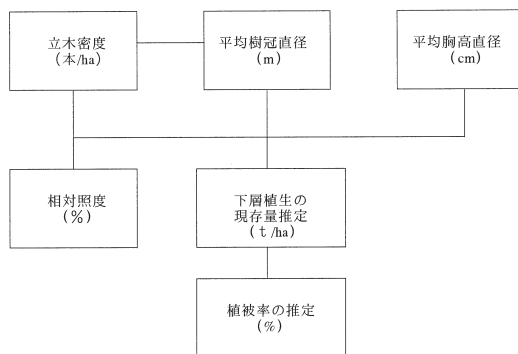 立木密度
(本/ha)
平均樹冠直径
(m)
平均胸高直径
(cm)
相対照度
(%)
下層植生の
現存量推定
(t/ha)
植被率の推定
(%)